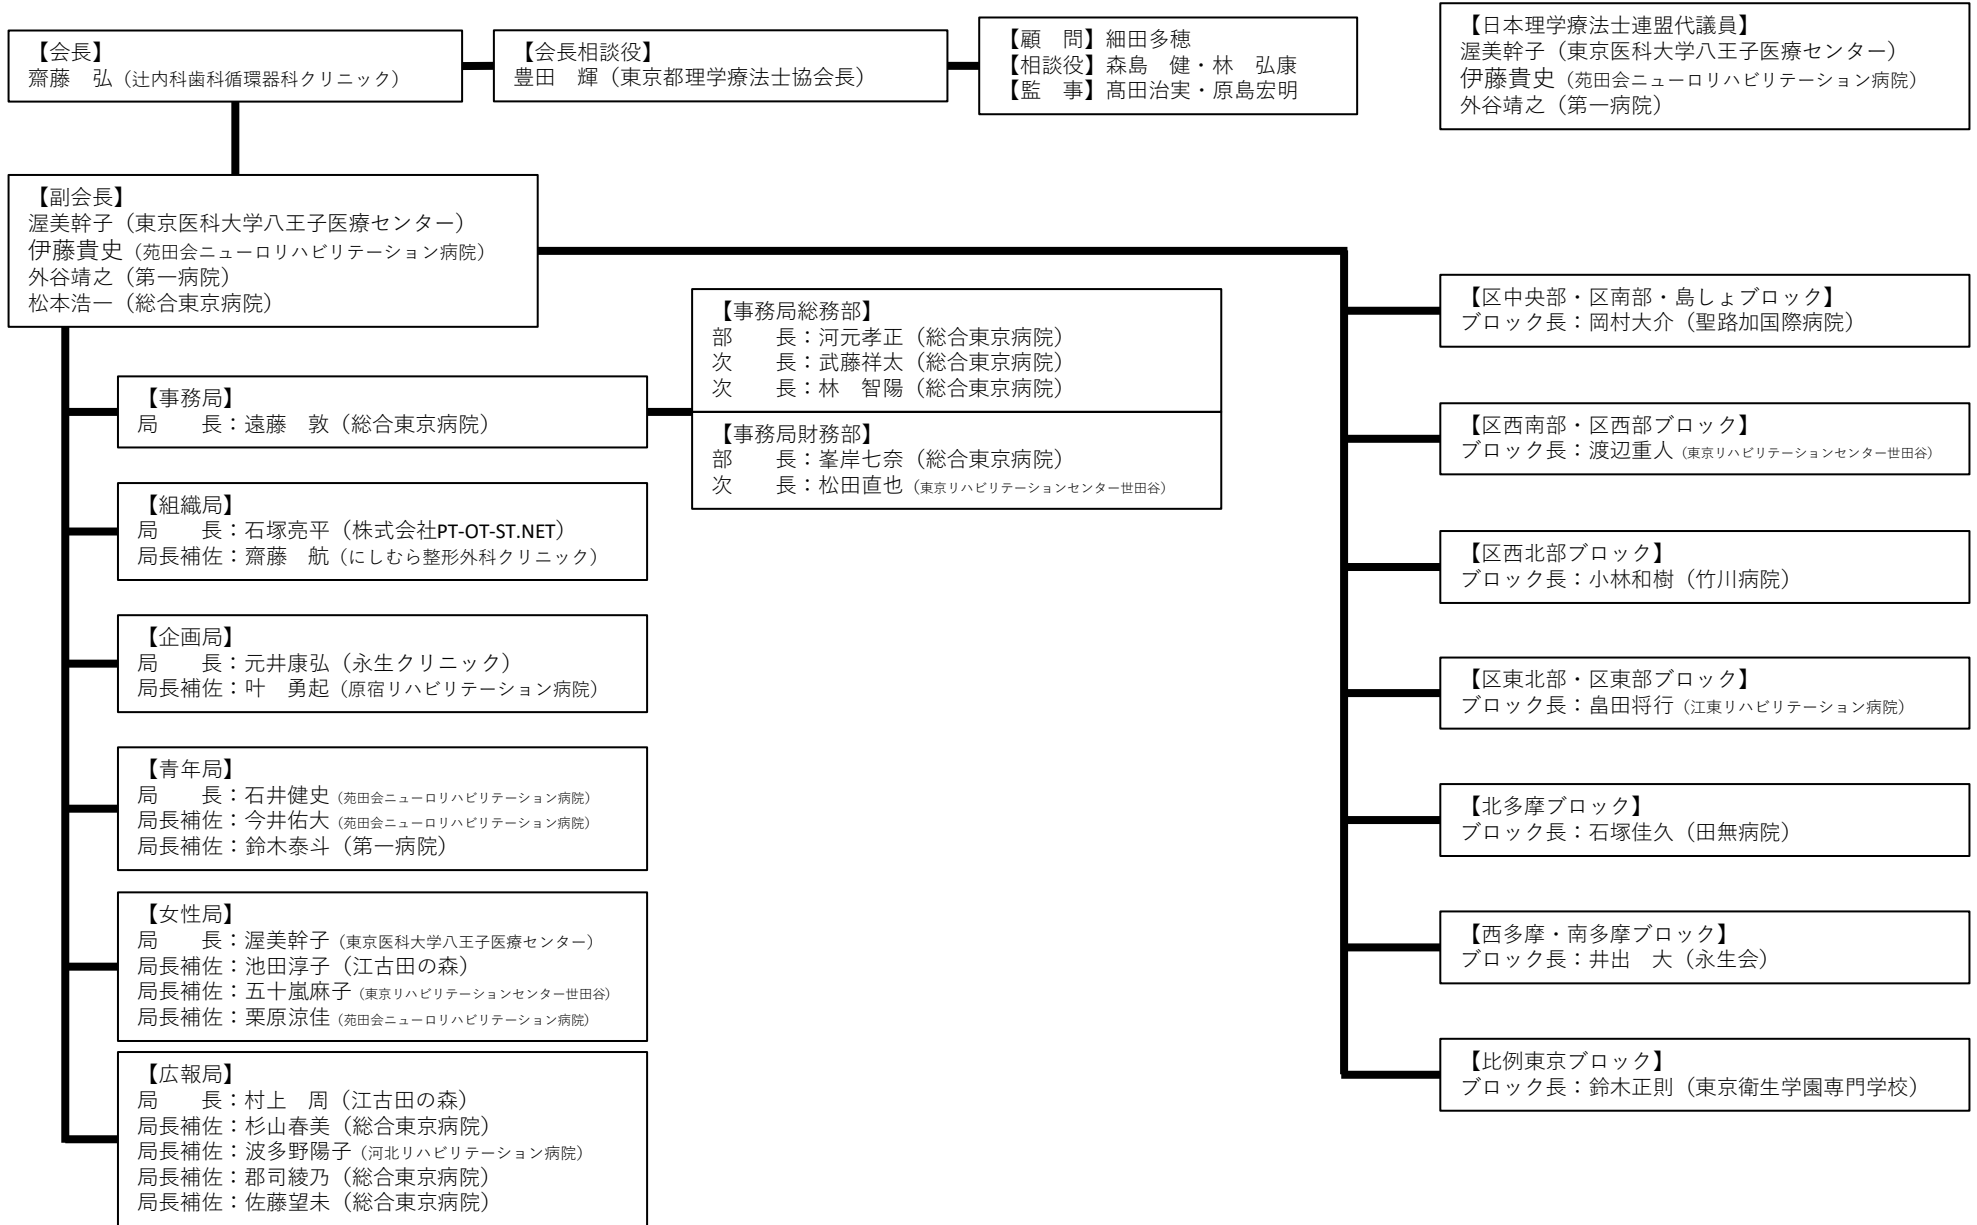 【会長】
齋藤　弘（辻内科歯科循環器科クリニック）
【会長相談役】
豊田　輝（東京都理学療法士協会長）
【顧　問】細田多穂
【相談役】森島　健・林　弘康
【監　事】髙田治実・原島宏明
【日本理学療法士連盟代議員】
渥美幹子（東京医科大学八王子医療センター）
伊藤貴史（苑田会ニューロリハビリテーション病院）
外谷靖之（第一病院）
【副会長】
渥美幹子（東京医科大学八王子医療センター）
伊藤貴史（苑田会ニューロリハビリテーション病院）
外谷靖之（第一病院）
松本浩一（総合東京病院）
【事務局】
局　　長：遠藤　敦（総合東京病院）
【事務局総務部】
部　　長：河元孝正（総合東京病院）
次　　長：武藤祥太（総合東京病院）
次　　長：林　智陽（総合東京病院）
【事務局財務部】
部　　長：峯岸七奈（総合東京病院）
次　　長：松田直也（東京リハビリテーションセンター世田谷）
【組織局】
局　　長：石塚亮平（株式会社PT-OT-ST.NET）
局長補佐：齋藤　航（にしむら整形外科クリニック）
【企画局】
局　　長：元井康弘（永生クリニック）
局長補佐：叶　勇起（原宿リハビリテーション病院）
【青年局】
局　　長：石井健史（苑田会ニューロリハビリテーション病院）
局長補佐：今井佑大（苑田会ニューロリハビリテーション病院）
局長補佐：鈴木泰斗（第一病院）
【女性局】
局　　長：渥美幹子（東京医科大学八王子医療センター）
局長補佐：池田淳子（江古田の森）
局長補佐：五十嵐麻子（東京リハビリテーションセンター世田谷）
局長補佐：栗原涼佳（苑田会ニューロリハビリテーション病院）
【広報局】
局　　長：村上　周（江古田の森）
局長補佐：杉山春美（総合東京病院）
局長補佐：波多野陽子（河北リハビリテーション病院）
局長補佐：郡司綾乃（総合東京病院）
局長補佐：佐藤望未（総合東京病院）
【区中央部・区南部・島しょブロック】
ブロック長：岡村大介（聖路加国際病院）
【区西南部・区西部ブロック】
ブロック長：渡辺重人（東京リハビリテーションセンター世田谷）
【区西北部ブロック】
ブロック長：小林和樹（竹川病院）
【区東北部・区東部ブロック】
ブロック長：畠田将行（江東リハビリテーション病院）
【北多摩ブロック】
ブロック長：石塚佳久（田無病院）
【西多摩・南多摩ブロック】
ブロック長：井出　大（永生会）
【比例東京ブロック】
ブロック長：鈴木正則（東京衛生学園専門学校）